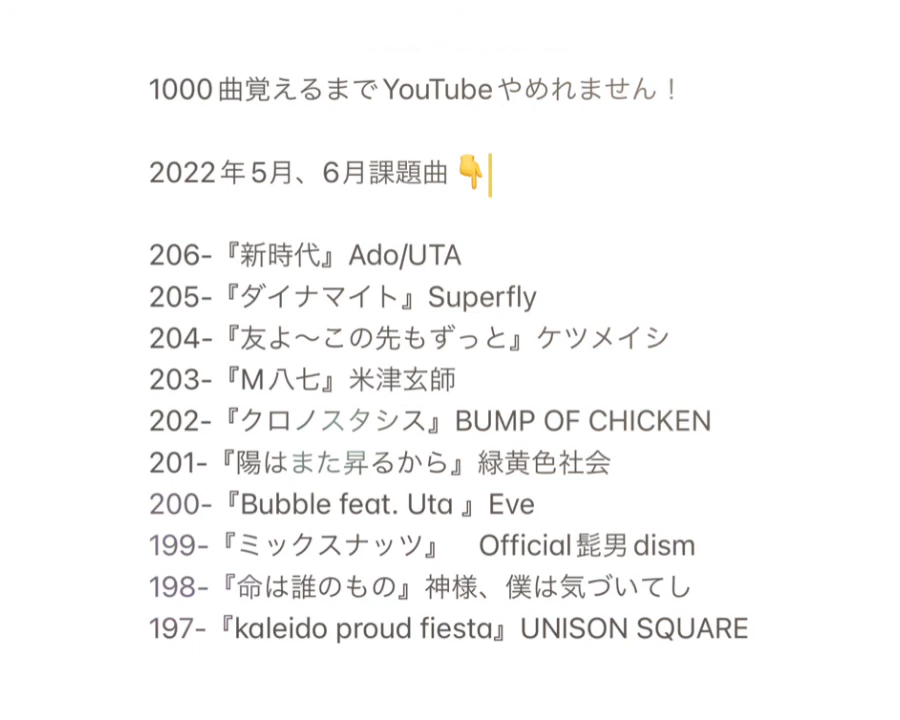 1000曲覚えるまでYouTubeやめれません！
2022年5月、6月課題曲👇
206-『新時代』Ado/UTA
205-『ダイナマイト』Superfly
204-『友よ〜この先もずっと』ケツメイシ
203-『M八七』米津玄師
202-『クロノスタシス』BUMP OF CHICKEN
201-『陽はまた昇るから』緑黄色社会
200-『Bubble feat. Uta 』Eve
199-『ミックスナッツ』　Official髭男dism
198-『命は誰のもの』神様、僕は気づいてし
197-『kaleido proud fiesta』UNISON SQUARE